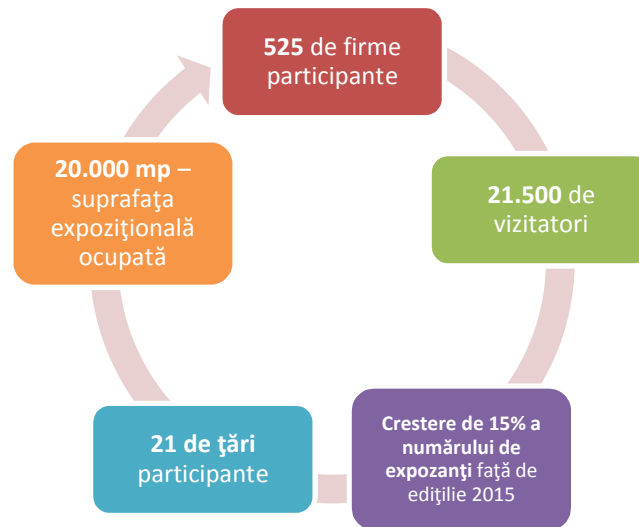 525 de firme
participante
21.500 de
vizitatori
Crestere de 15% a
numărului de
expozanţi faţă de
ediţilie 2015
21 de ţări
participante
20.000 mp –
suprafaţa
expoziţională
ocupată